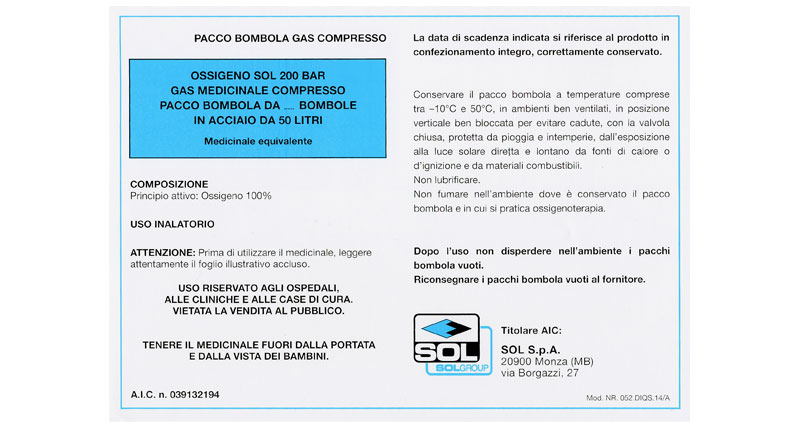 PACCO BOMBOLA GAS COMPRESSO
OSSIGENO SOL 200 BAR
GAS MEDICINALE COMPRESSO
PACCO BOMBOLA DA ..... BOMBOLE
IN ACCIAIO DA 50 LITRI
Medicinale equivalente
COMPOSIZIONE
Principio attivo: Ossigeno 100%
USO INALATORIO
ATTENZIONE: Prima di utilizzare il medicinale, leggere
attentamente il foglio illustrativo accluso.
USO RISERVATO AGLI OSPEDALI,
ALLE CLINICHE E ALLE CASE DI CURA.
VIETATA LA VENDITA AL PUBBLICO.
TENERE IL MEDICINALE FUORI DALLA PORTATA
E DALLA VISTA DEI BAMBINI.
A.I.C. n. 039132194
La data di scadenza indicata si riferisce al prodotto in
confezionamento integro, correttamente conservato.
Conservare il pacco bombola a temperature comprese
tra –10°C e 50°C, in ambienti ben ventilati, in posizione
verticale ben bloccata per evitare cadute, con la valvola
chiusa, protetta da pioggia e intemperie, dall'esposizione
alla luce solare diretta e lontano da fonti di calore o
d'ignizione e da materiali combustibili.
Non lubrificare.
Non fumare nell'ambiente dove è conservato il pacco
bombola e in cui si pratica ossigenoterapia.
Dopo l'uso non disperdere nell'ambiente i pacchi
bombola vuoti.
Riconsegnare i pacchi bombola vuoti al fornitore.
SOL
SOLGROUP
Titolare AIC:
SOL S.p.A.
20900 Monza (MB)
via Borgazzi, 27
Mod. NR. 052.DIQS.14/A